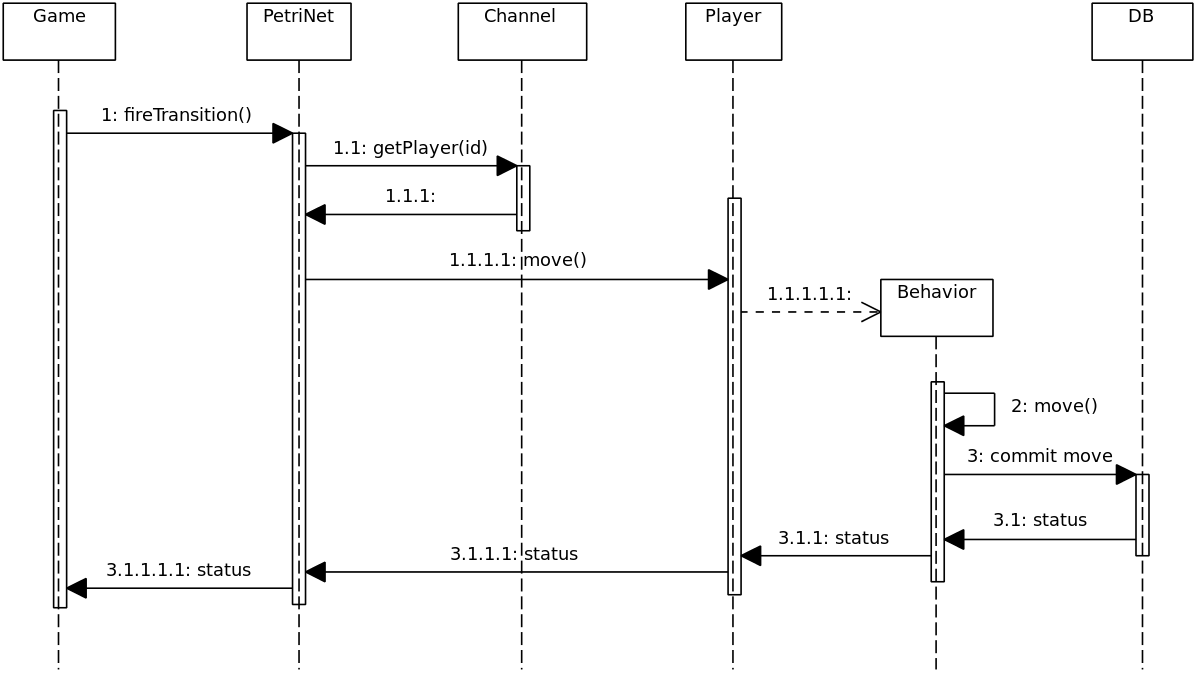 Game
PetriNet
Channel
Player
DB
1: fireTransition()
1.1: getPlayer(id)
1.1.1:
1.1.1.1: move()
1.1.1.1.1:
Behavior
2: move()
3: commit move
3.1: status
3.1.1: status
3.1.1.1: status
3.1.1.1.1: status